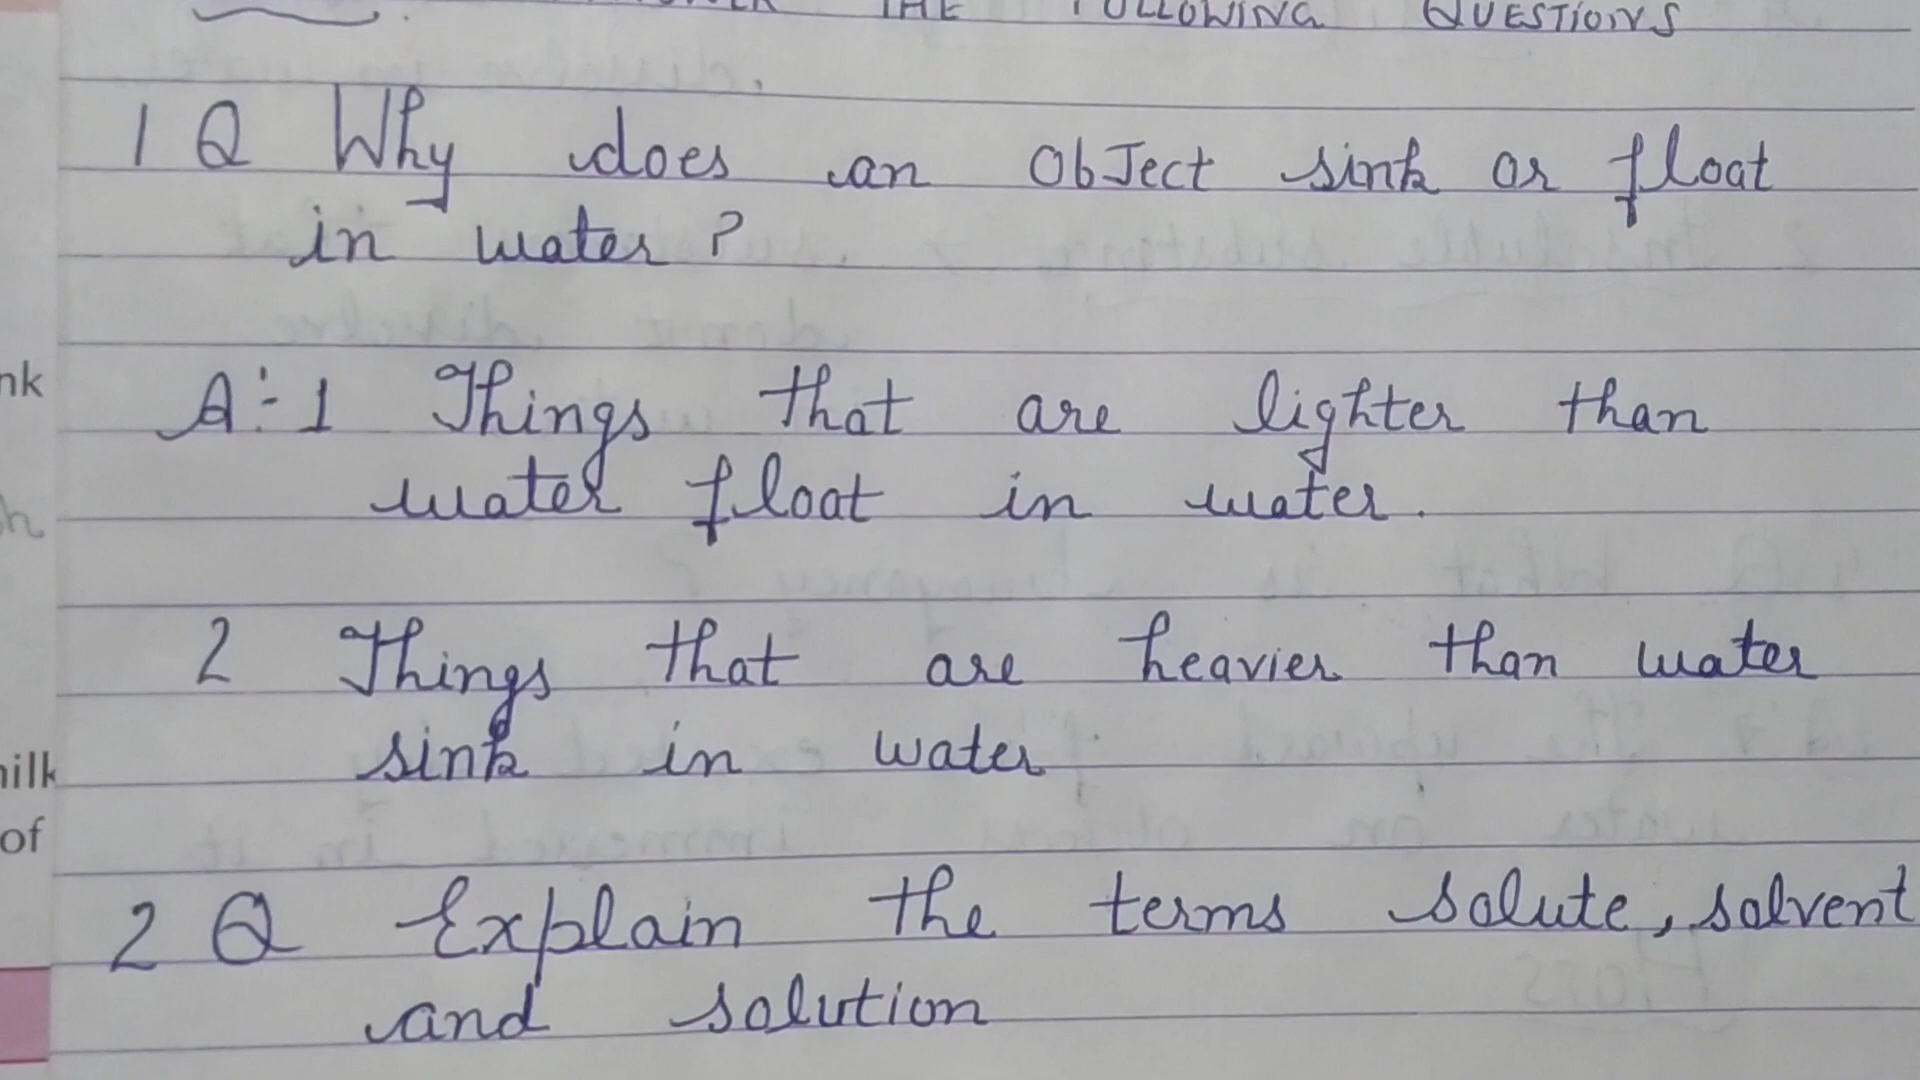 THE FOLLOWING QUESTIONS
1 Q Why does an ObJect sink or float
in water ?
A:-1 Things that are lighter than
water float in water.
2 Things that are heavier than water
sink in water.
2 Q Explain the terms solute, solvent
and solution
nk
h
of